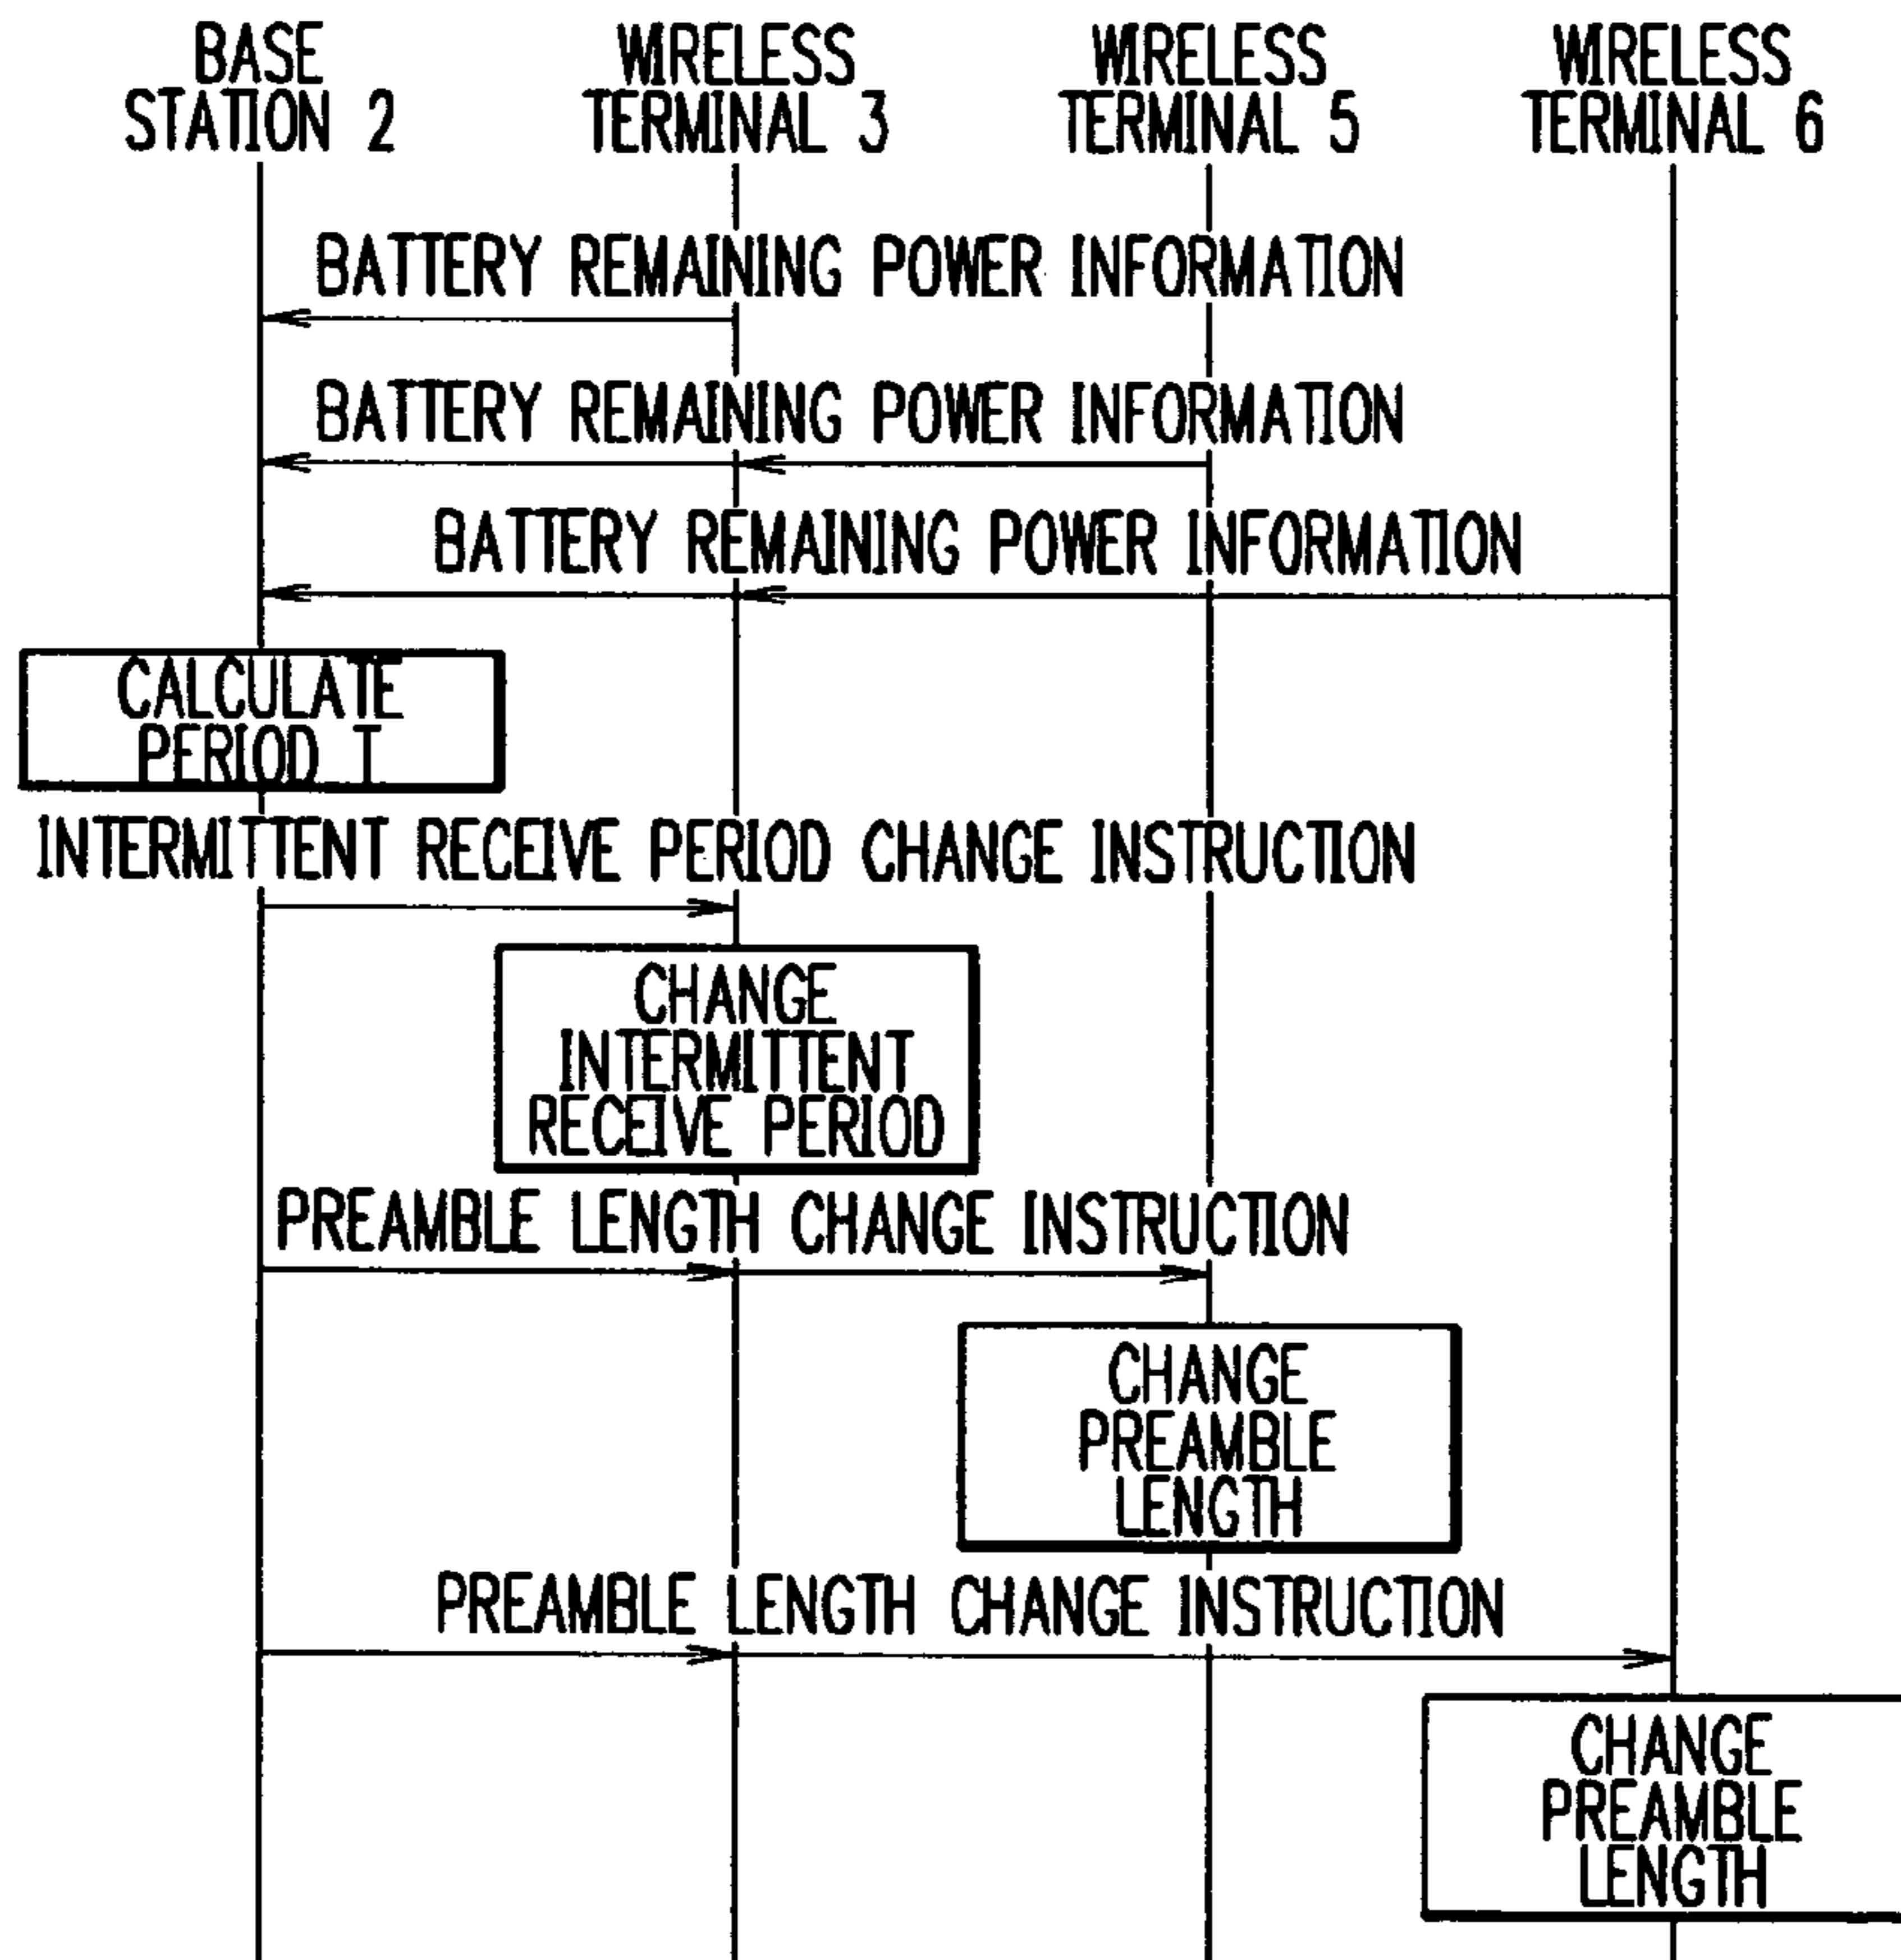 BASE
STATION 2
WIRELESS
TERMINAL 3
WIRELESS
TERMINAL 5
WIRELESS
TERMINAL 6
BATTERY REMAINING POWER INFORMATION
BATTERY REMAINING POWER INFORMATION
BATTERY REMAINING POWER INFORMATION
CALCULATE
PERIOD T
INTERMITTENT RECEIVE PERIOD CHANGE INSTRUCTION
CHANGE
INTERMITTENT
RECEIVE PERIOD
PREAMBLE LENGTH CHANGE INSTRUCTION
CHANGE
PREAMBLE
LENGTH
PREAMBLE LENGTH CHANGE INSTRUCTION
CHANGE
PREAMBLE
LENGTH